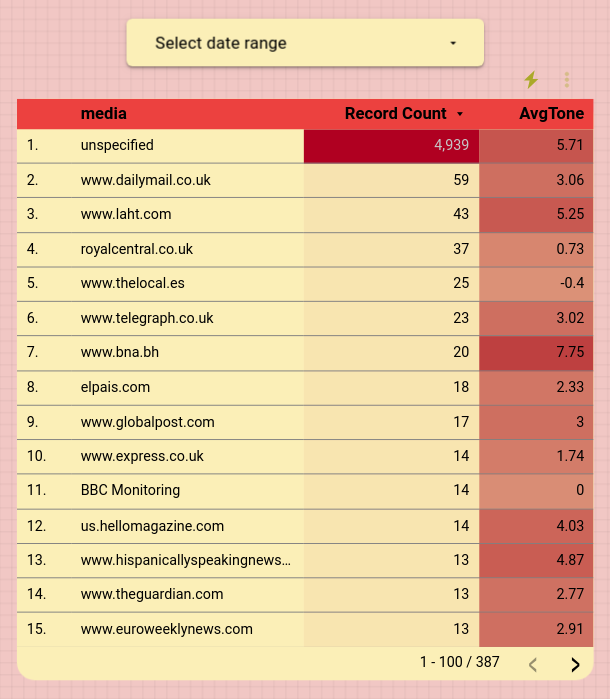 Select date range
media Record Count AvgTone
1. unspecified 4,939 5.71
2. www.dailymail.co.uk 59 3.06
3. www.laht.com 43 5.25
4. royalcentral.co.uk 37 0.73
5. www.thelocal.es 25 -0.4
6. www.telegraph.co.uk 23 3.02
7. www.bna.bh 20 7.75
8. elpais.com 18 2.33
9. www.globalpost.com 17 3
10. www.express.co.uk 14 1.74
11. BBC Monitoring 14 0
12. us.hellomagazine.com 14 4.03
13. www.hispanicallyspeakingnews… 13 4.87
14. www.theguardian.com 13 2.77
15. www.euroweeklynews.com 13 2.91
1 - 100 / 387